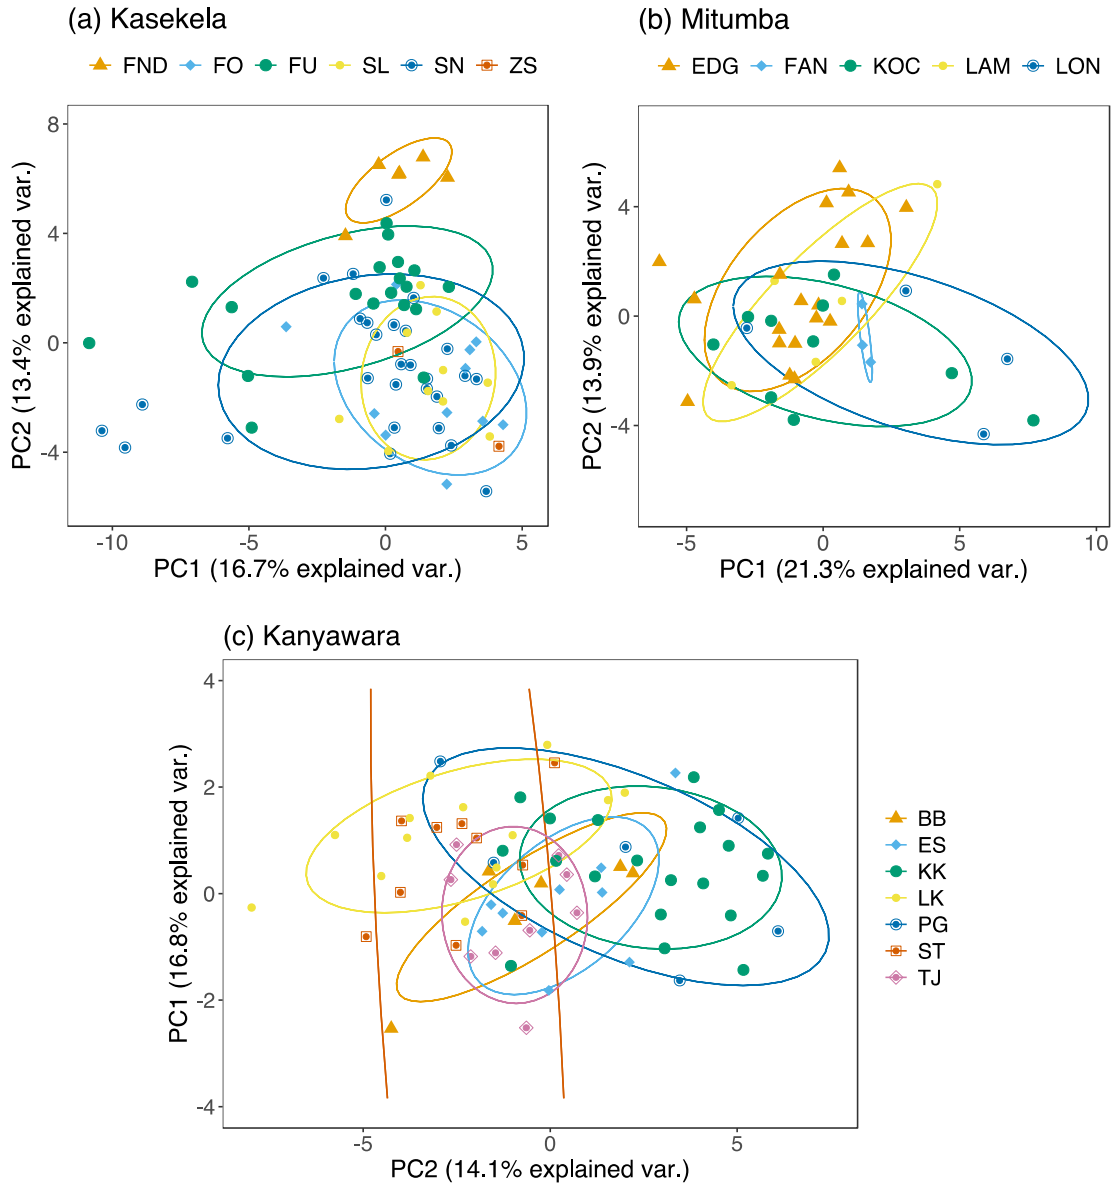 (a) Kasekela
FND FO FU SL SN ZS
8
4
0
-4
-10 -5 0 5
PC2 (13.4% explained var.)
PC1 (16.7% explained var.)
(b) Mitumba
EDG FAN KOC LAM LON
4
0
-4
-5 0 5 10
PC2 (13.9% explained var.)
PC1 (21.3% explained var.)
(c) Kanyawara
4
2
0
-2
-4
-5 0 5
PC1 (16.8% explained var.)
PC2 (14.1% explained var.)
BB
ES
KK
LK
PG
ST
TJ